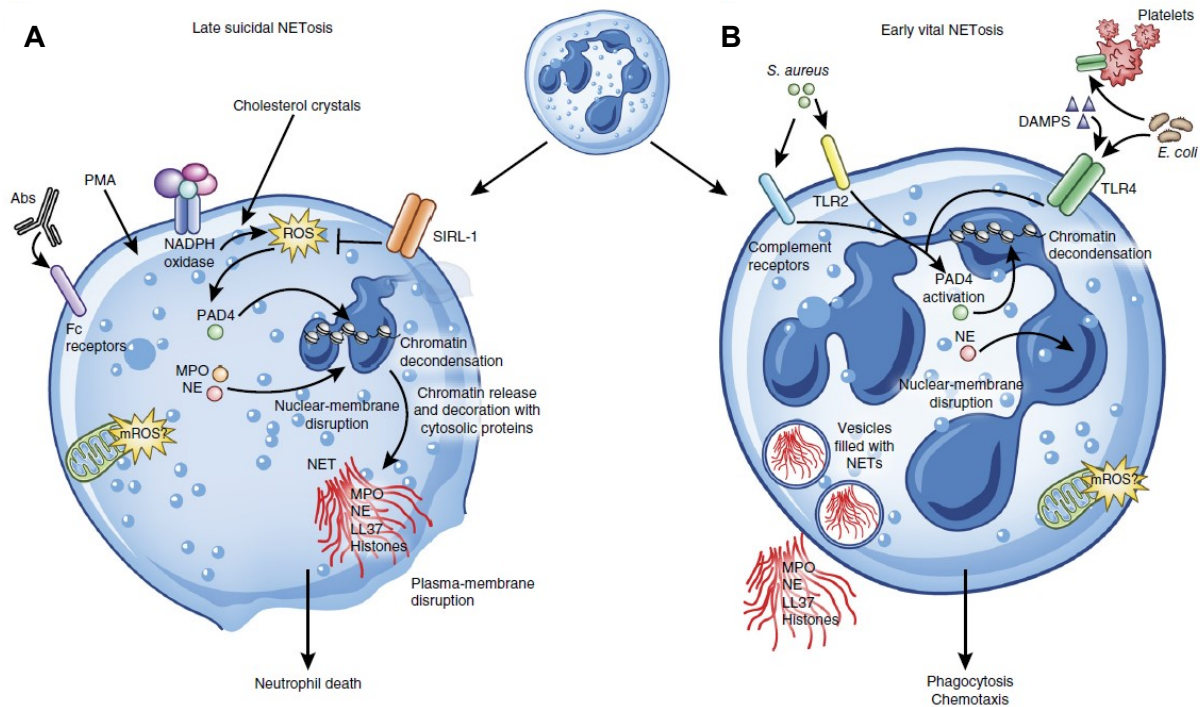 A
Late suicidal NETosis
Cholesterol crystals
Abs
PMA
NADPH
oxidase
ROS
SIRL-1
Fc
receptors
PAD4
MPO
NE
Chromatin
decondensation
Nuclear-membrane
disruption
Chromatin release
and decoration with
cytosolic proteins
mROS?
NET
MPO
NE
LL37
Histones
Plasma-membrane
disruption
Neutrophil death
B
Early vital NETosis
Platelets
S. aureus
DAMPS
E. coli
TLR2
TLR4
Complement
receptors
Chromatin
decondensation
PAD4
activation
NE
Nuclear-membrane
disruption
Vesicles
filled with
NETs
mROS?
MPO
NE
LL37
Histones
Phagocytosis
Chemotaxis